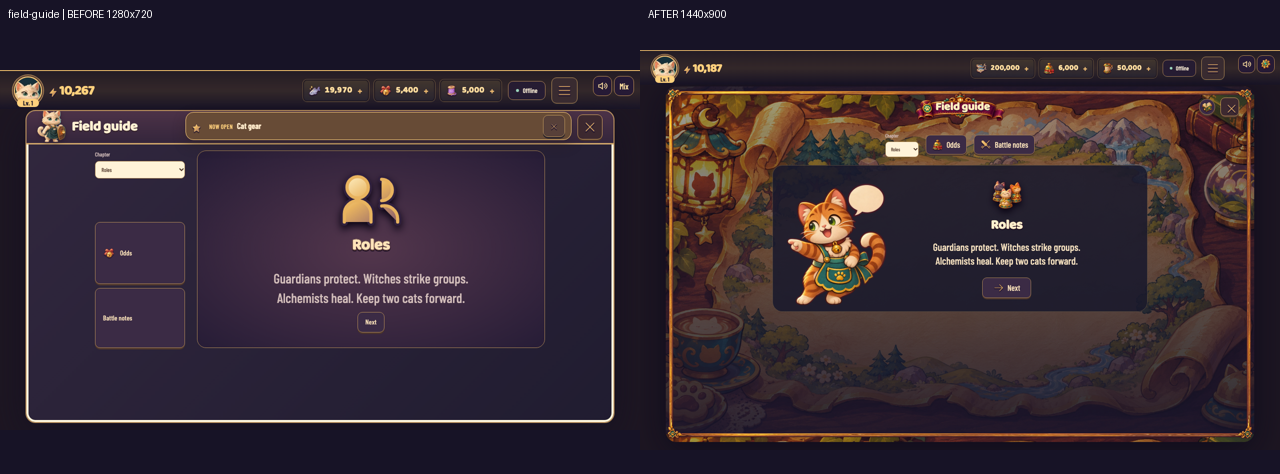 field-guide | BEFORE 1280x720
Lv. 1
10,267
19,970 +
5,400 +
5,000 +
Offline
Mix
Field guide
NOW OPEN Cat gear
Chapter
Roles
Odds
Battle notes
Roles
Guardians protect. Witches strike groups.
Alchemists heal. Keep two cats forward.
Next
AFTER 1440x900
Lv. 1
10,187
200,000 +
6,000 +
50,000 +
Offline
Field guide
Chapter
Roles
Odds
Battle notes
Roles
Guardians protect. Witches strike groups.
Alchemists heal. Keep two cats forward.
Next